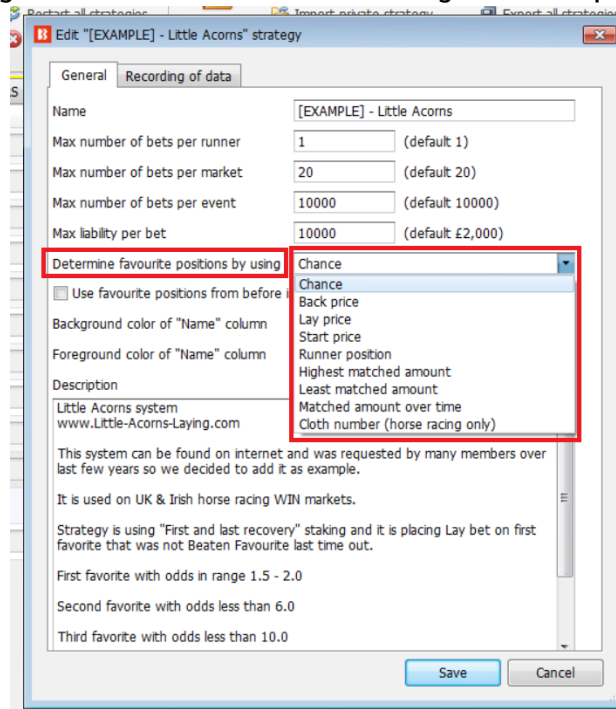 Restart all strategies
Import private strategy
Export all strategies
Edit "[EXAMPLE] - Little Acorns" strategy
General
Recording of data
Name
[EXAMPLE] - Little Acorns
Max number of bets per runner
1
(default 1)
Max number of bets per market
20
(default 20)
Max number of bets per event
10000
(default 10000)
Max liability per bet
10000
(default £2,000)
Determine favourite positions by using
Chance
Chance
Back price
Lay price
Start price
Runner position
Highest matched amount
Least matched amount
Matched amount over time
Cloth number (horse racing only)
Use favourite positions from before i
Background color of "Name" column
Foreground color of "Name" column
Description
Little Acorns system
www.Little-Acorns-Laying.com
This system can be found on internet and was requested by many members over
last few years so we decided to add it as example.
It is used on UK & Irish horse racing WIN markets.
Strategy is using "First and last recovery" staking and it is placing Lay bet on first
favorite that was not Beaten Favourite last time out.
First favorite with odds in range 1.5 - 2.0
Second favorite with odds less than 6.0
Third favorite with odds less than 10.0
Save
Cancel